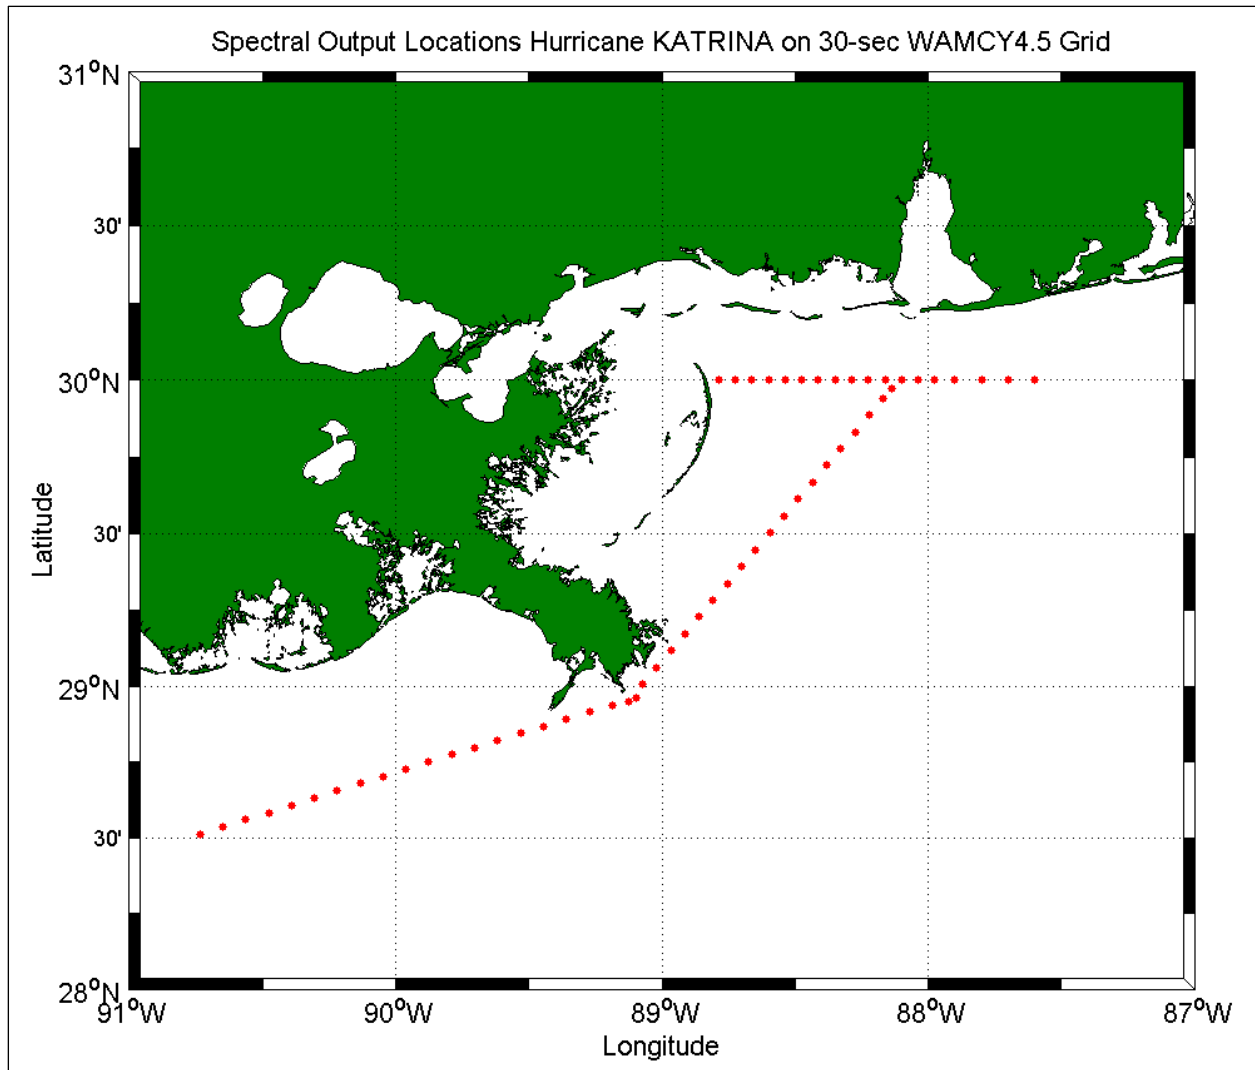 Spectral Output Locations Hurricane KATRINA on 30-sec WAMCY4.5 Grid
31°N
30'
30°N
30'
29°N
30'
28°N
Latitude
91°W 90°W 89°W 88°W 87°W
Longitude